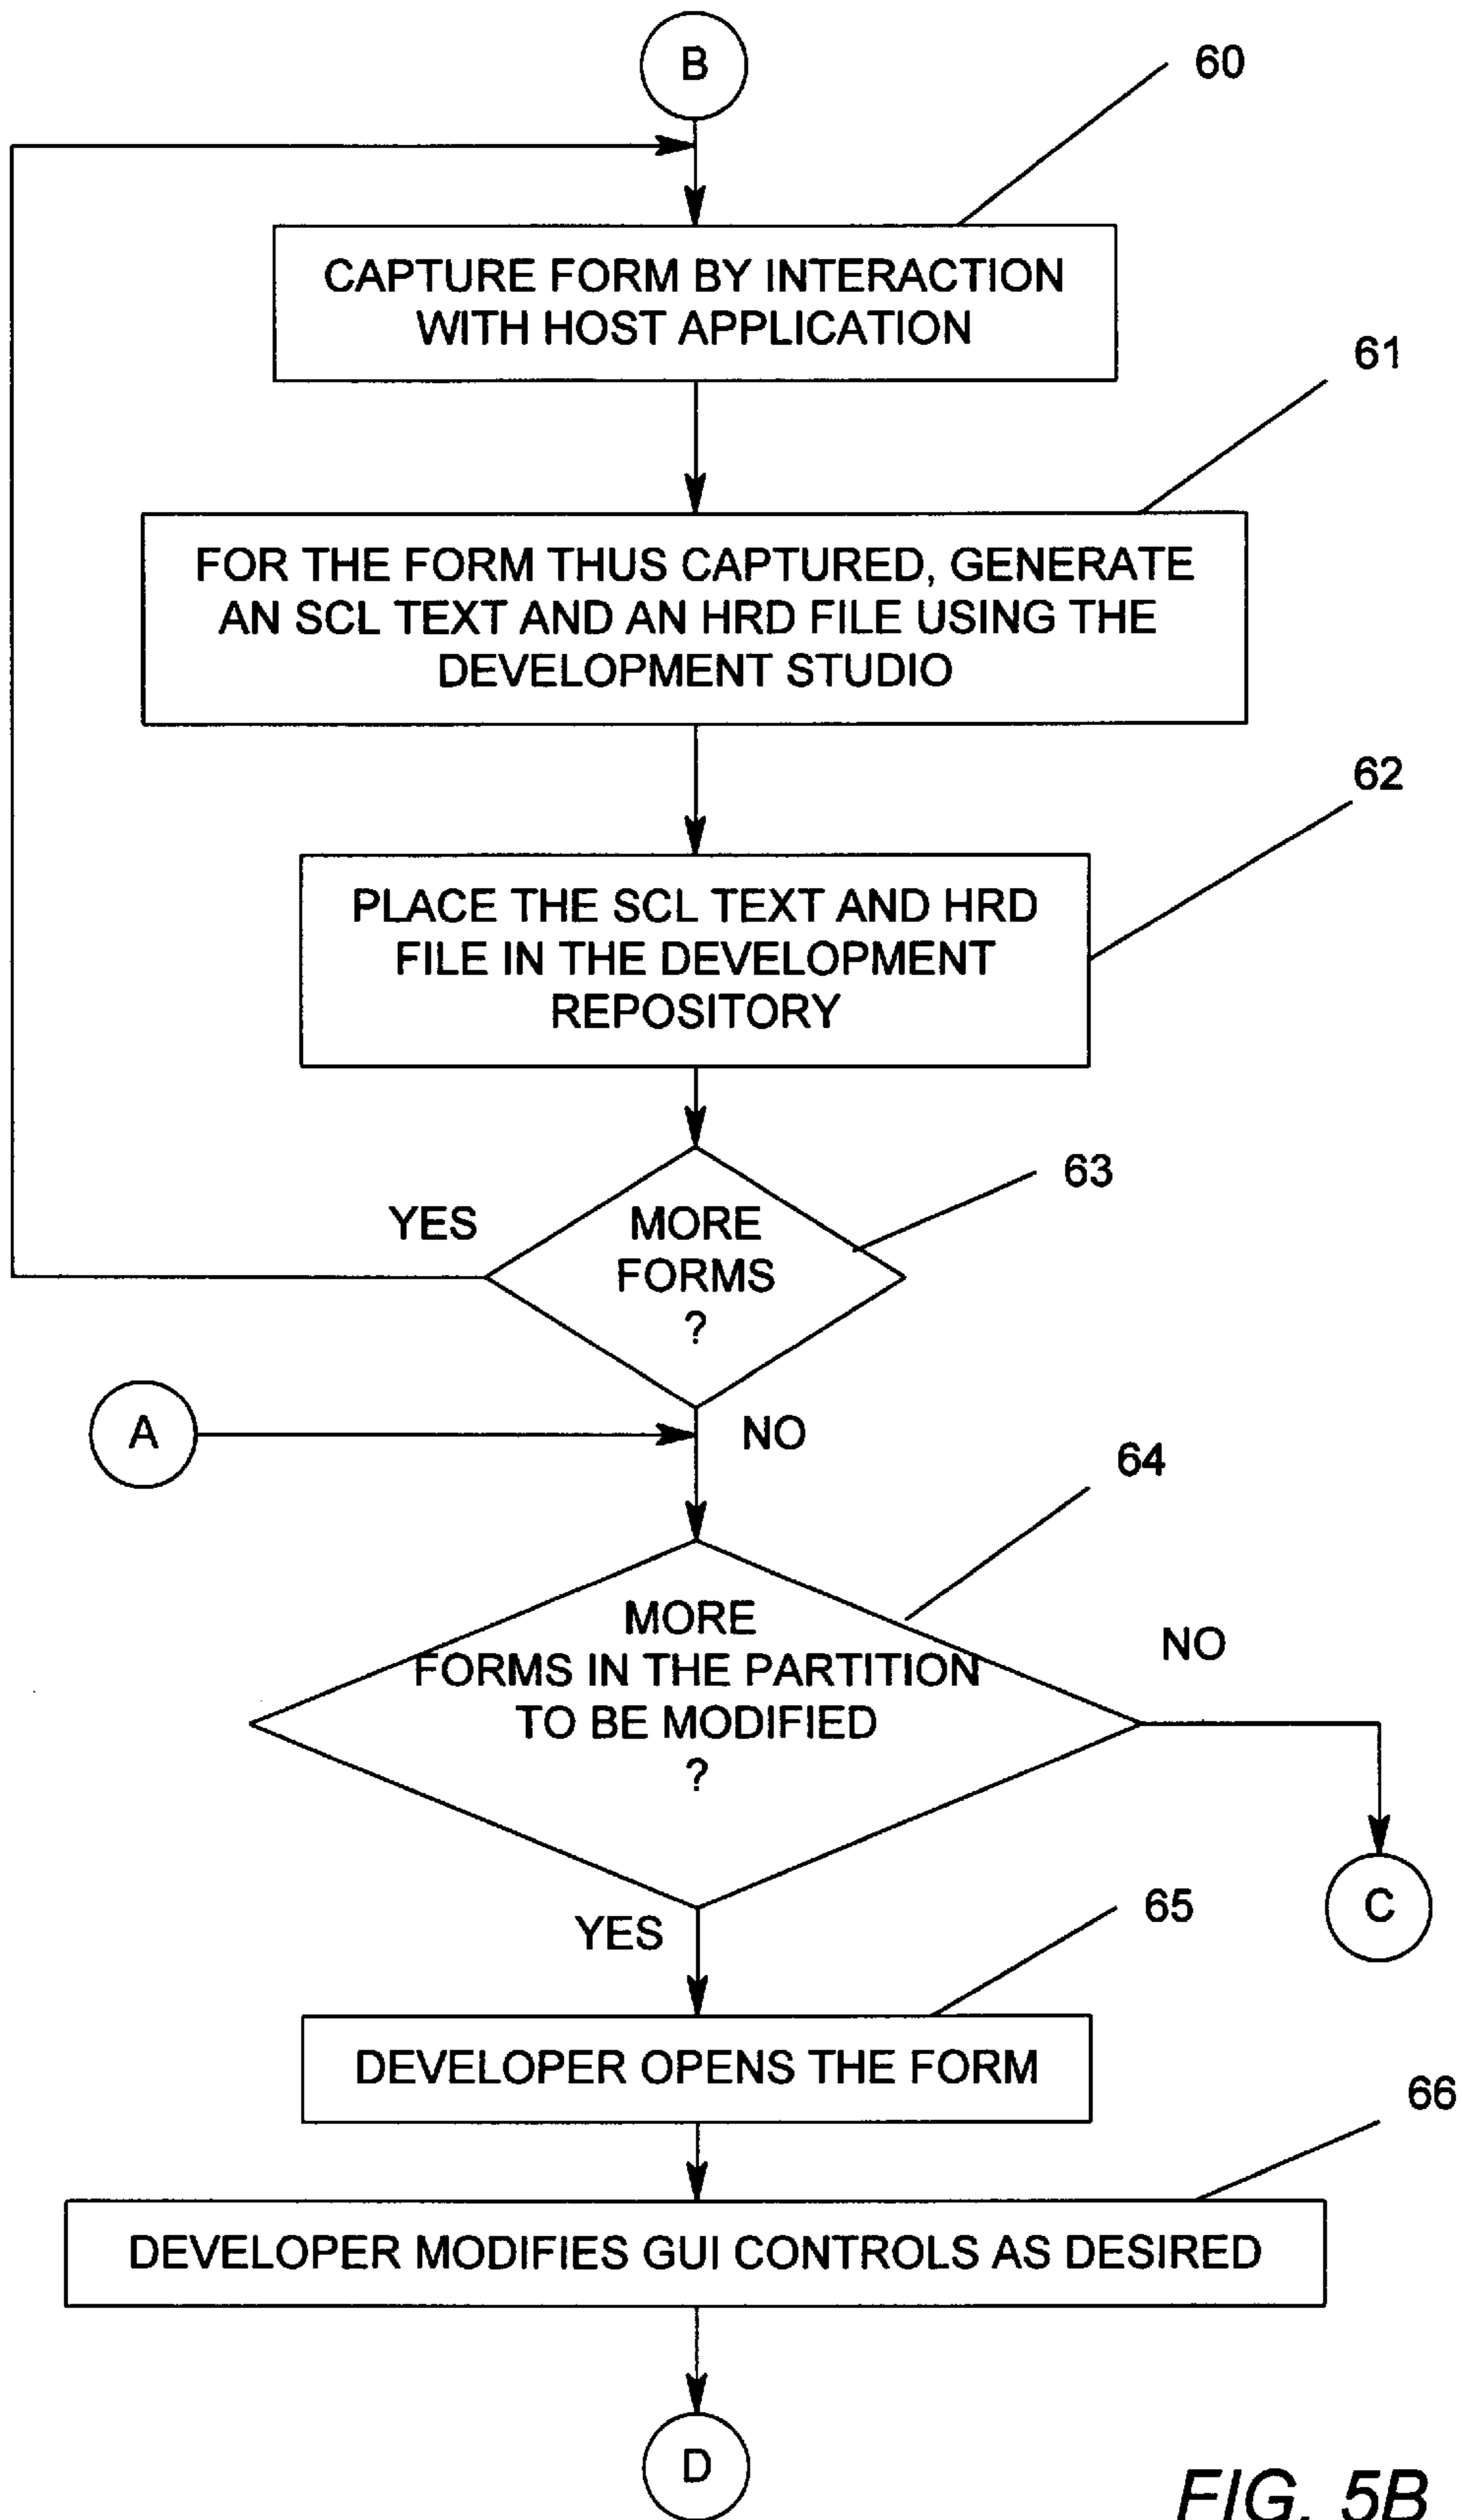 B
60
CAPTURE FORM BY INTERACTION
WITH HOST APPLICATION
61
FOR THE FORM THUS CAPTURED, GENERATE
AN SCL TEXT AND AN HRD FILE USING THE
DEVELOPMENT STUDIO
62
PLACE THE SCL TEXT AND HRD
FILE IN THE DEVELOPMENT
REPOSITORY
63
YES
MORE
FORMS
?
A
NO
64
MORE
FORMS IN THE PARTITION
TO BE MODIFIED
?
NO
C
YES
65
DEVELOPER OPENS THE FORM
66
DEVELOPER MODIFIES GUI CONTROLS AS DESIRED
D
FIG. 5B